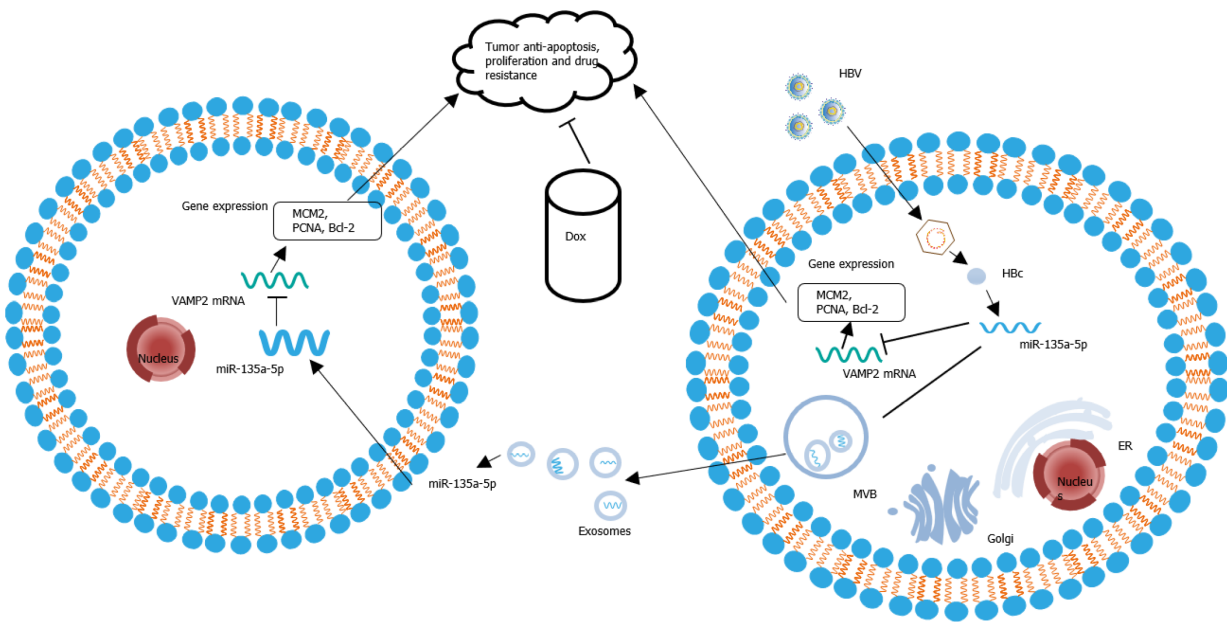 Tumor anti-apoptosis,
proliferation and drug
resistance
HBV
Gene expression
MCM2,
PCNA, Bcl-2
VAMP2 mRNA
Nucleus
miR-135a-5p
Dox
HBc
Gene expression
MCM2,
PCNA, Bcl-2
miR-135a-5p
VAMP2 mRNA
ER
miR-135a-5p
Nucleu
s
MVB
Exosomes
Golgi